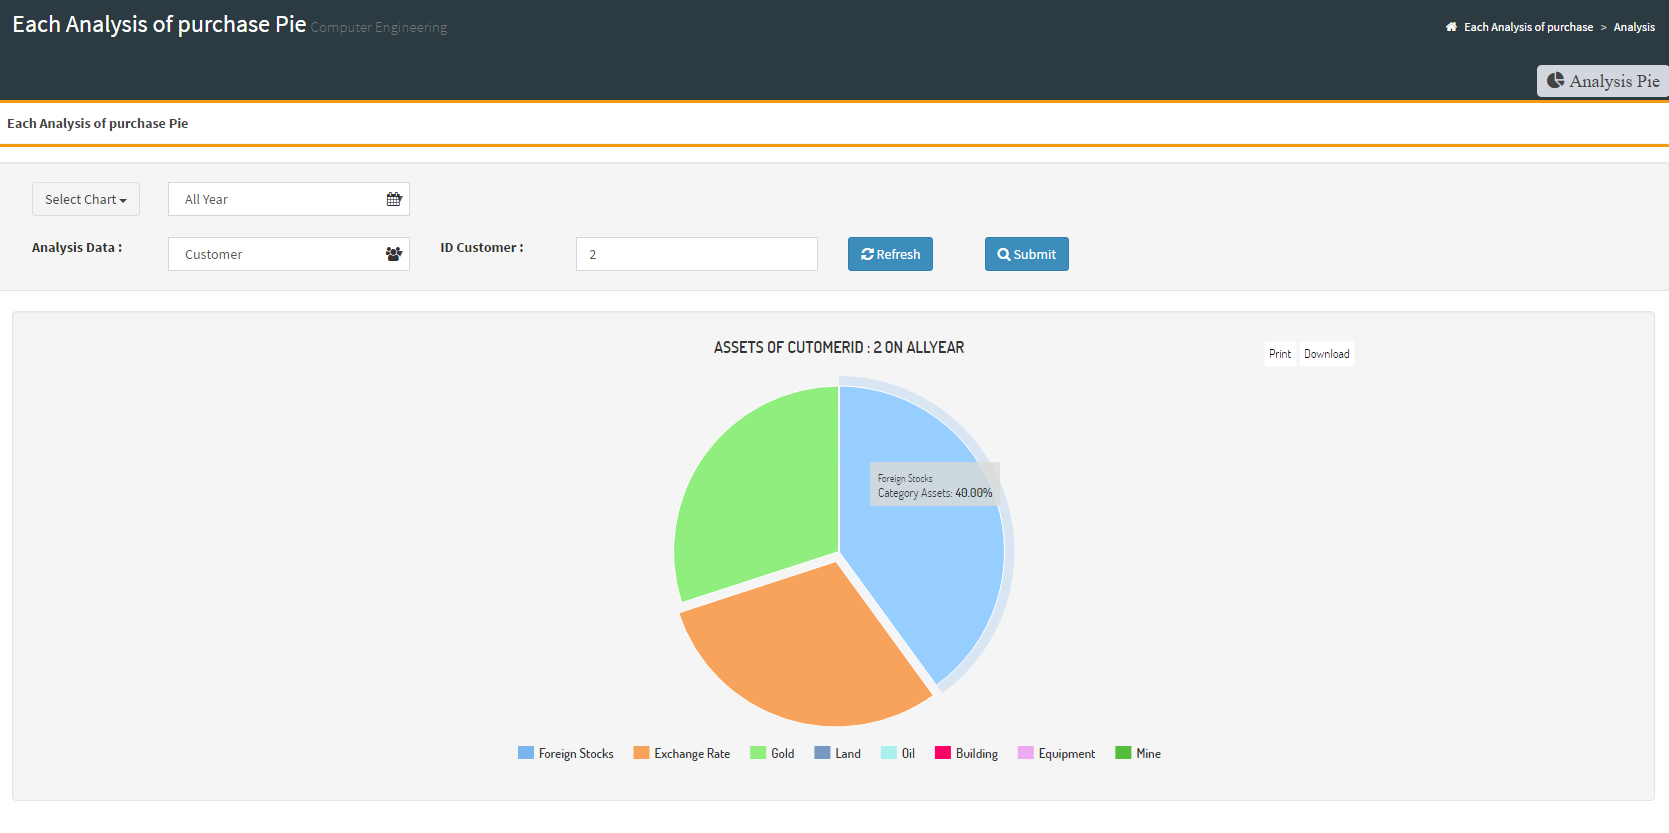 Each Analysis of purchase Pie Computer Engineering
Each Analysis of purchase > Analysis
Analysis Pie
Each Analysis of purchase Pie
Select Chart All Year
Analysis Data : Customer ID Customer : 2 Refresh Submit
ASSETS OF CUTOMERID : 2 ON ALLYEAR
Print Download
Foreign Stocks
Category Assets: 40.00%
Foreign Stocks Exchange Rate Gold Land Oil Building Equipment Mine